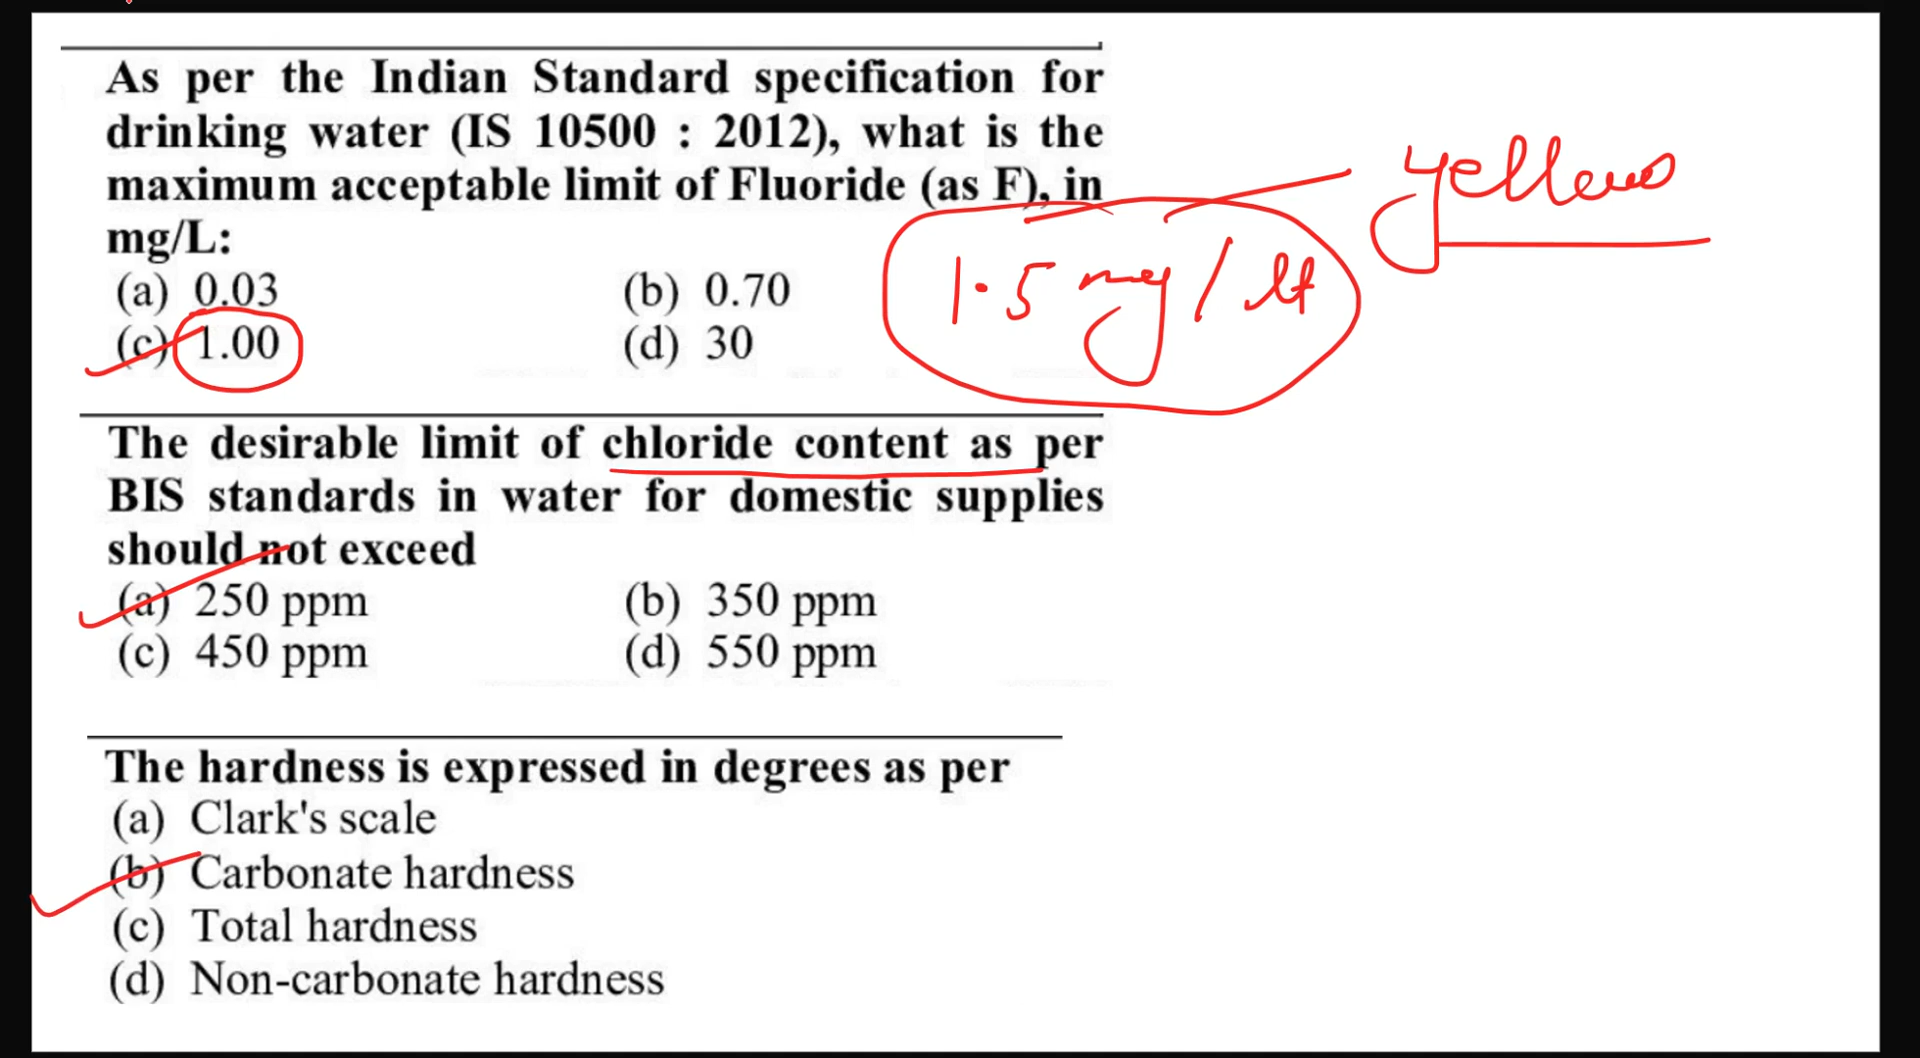 As per the Indian Standard specification for
drinking water (IS 10500 : 2012), what is the
maximum acceptable limit of Fluoride (as F), in
mg/L:
(a) 0.03 (b) 0.70
(c) 1.00 (d) 30
1.5 mg/lt
yellow
The desirable limit of chloride content as per
BIS standards in water for domestic supplies
should not exceed
(a) 250 ppm (b) 350 ppm
(c) 450 ppm (d) 550 ppm
The hardness is expressed in degrees as per
(a) Clark's scale
(b) Carbonate hardness
(c) Total hardness
(d) Non-carbonate hardness